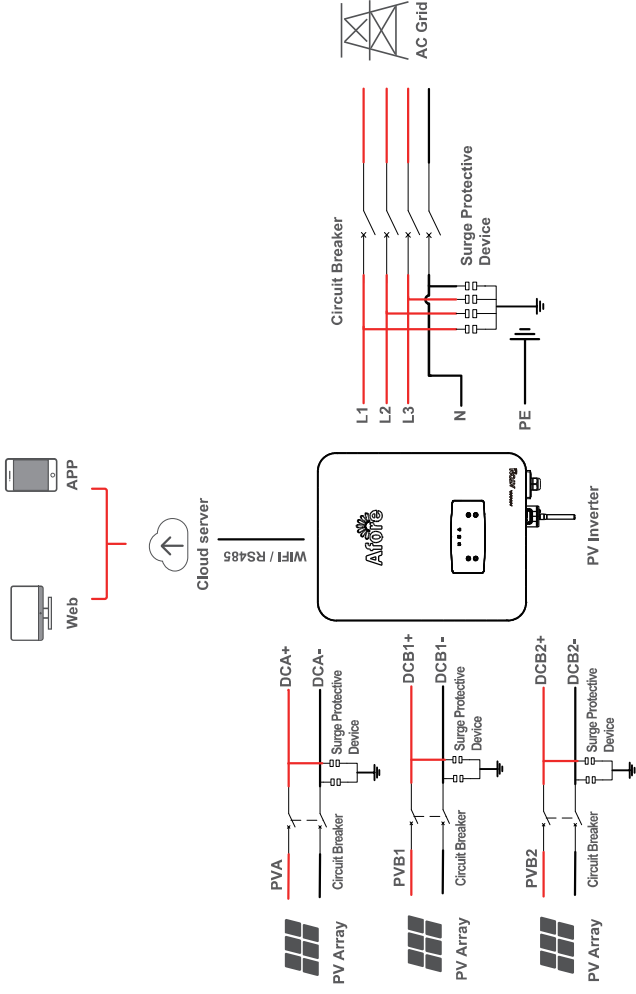 Web
APP
Cloud server
WIFI / RS485
PVA
DCA+
DCA-
Circuit Breaker
Surge Protective
Device
PV Array
PVB1
DCB1+
DCB1-
Circuit Breaker
Surge Protective
Device
PV Array
PVB2
DCB2+
DCB2-
Circuit Breaker
Surge Protective
Device
PV Array
Afore
PV Inverter
Circuit Breaker
L1
L2
L3
N
PE
Surge Protective
Device
AC Grid